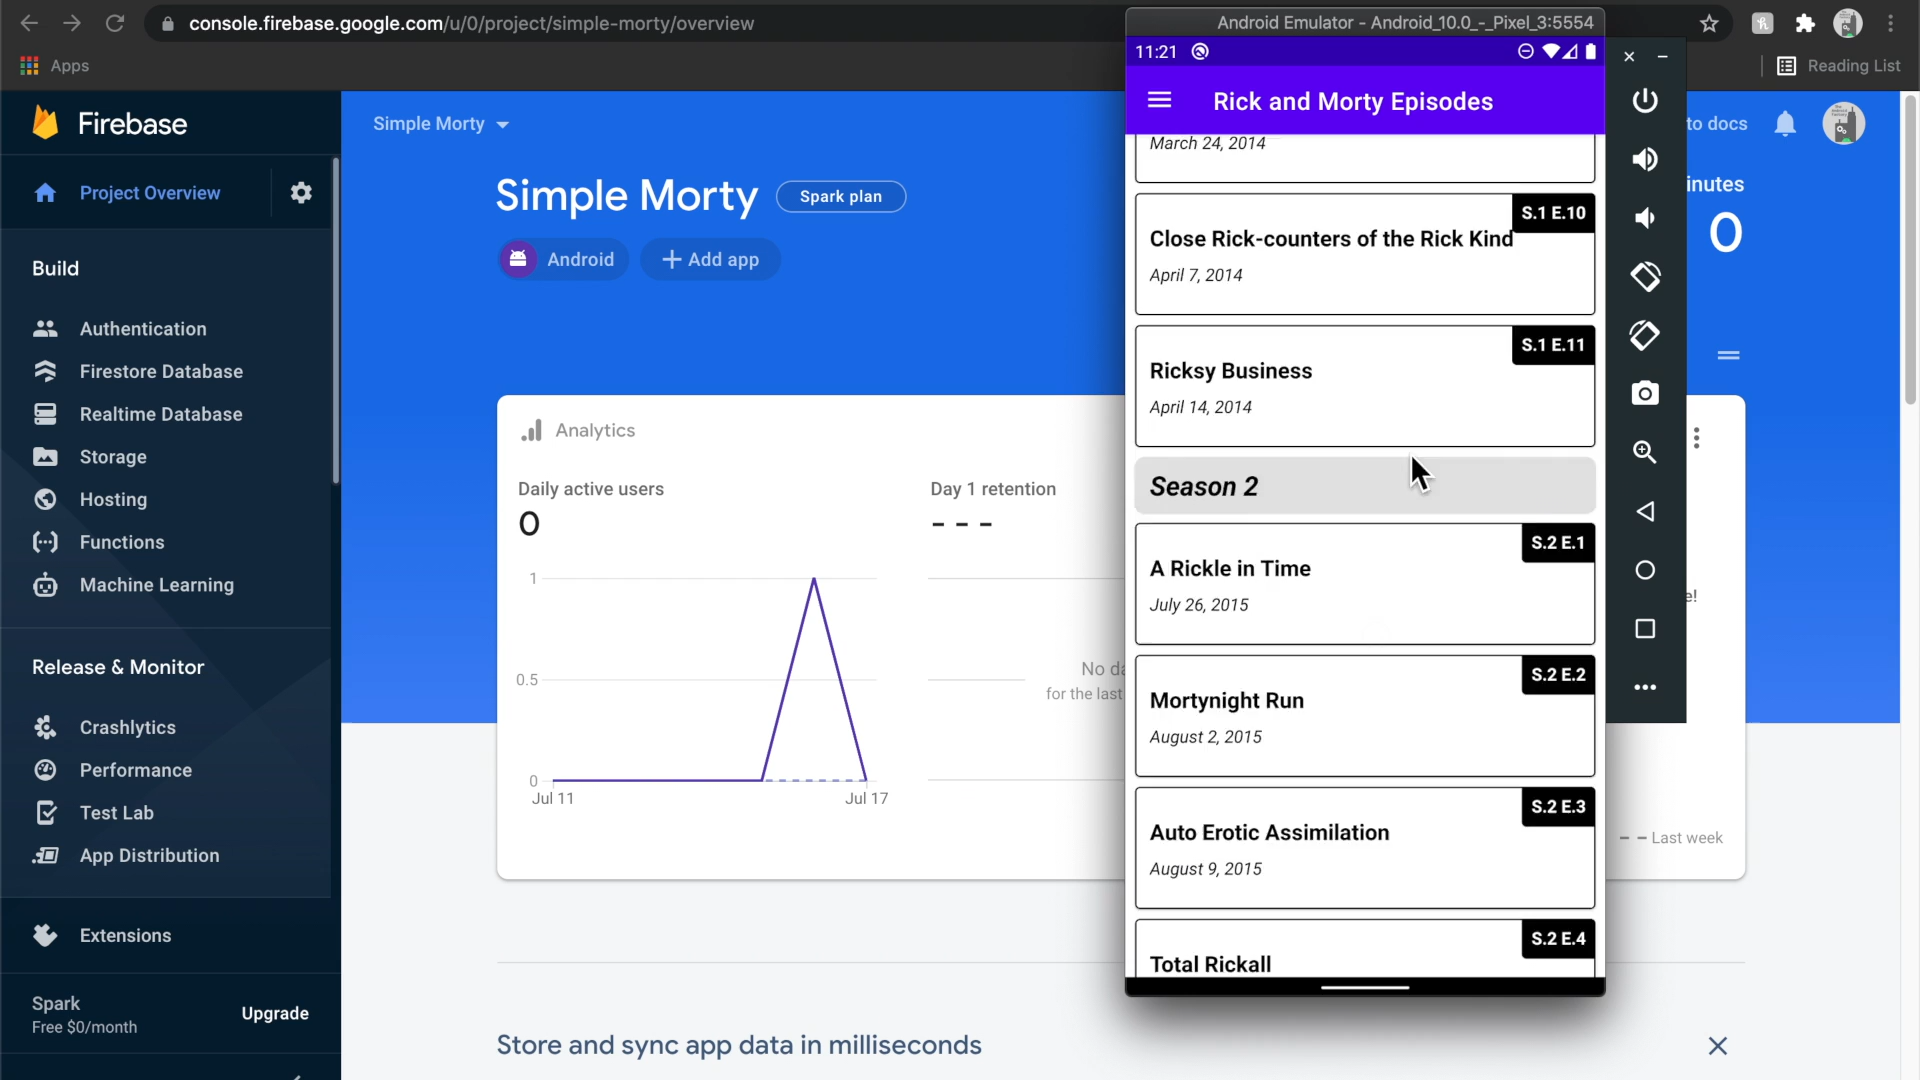 console.firebase.google.com/u/0/project/simple-morty/overview
Apps
Reading List
Firebase
Project Overview
Build
Authentication
Firestore Database
Realtime Database
Storage
Hosting
Functions
Machine Learning
Release & Monitor
Crashlytics
Performance
Test Lab
App Distribution
Extensions
Spark
Free $0/month
Upgrade
Simple Morty
to docs
Simple Morty
Spark plan
Android
+ Add app
inutes
0
Analytics
Daily active users
0
Day 1 retention
- - -
1
0.5
0
Jul 11
Jul 17
No da
for the last
e!
Last week
Store and sync app data in milliseconds
Android Emulator - Android_10.0_-_Pixel_3:5554
11:21
Rick and Morty Episodes
March 24, 2014
S.1 E.10
Close Rick-counters of the Rick Kind
April 7, 2014
S.1 E.11
Ricksy Business
April 14, 2014
Season 2
S.2 E.1
A Rickle in Time
July 26, 2015
S.2 E.2
Mortynight Run
August 2, 2015
S.2 E.3
Auto Erotic Assimilation
August 9, 2015
S.2 E.4
Total Rickall